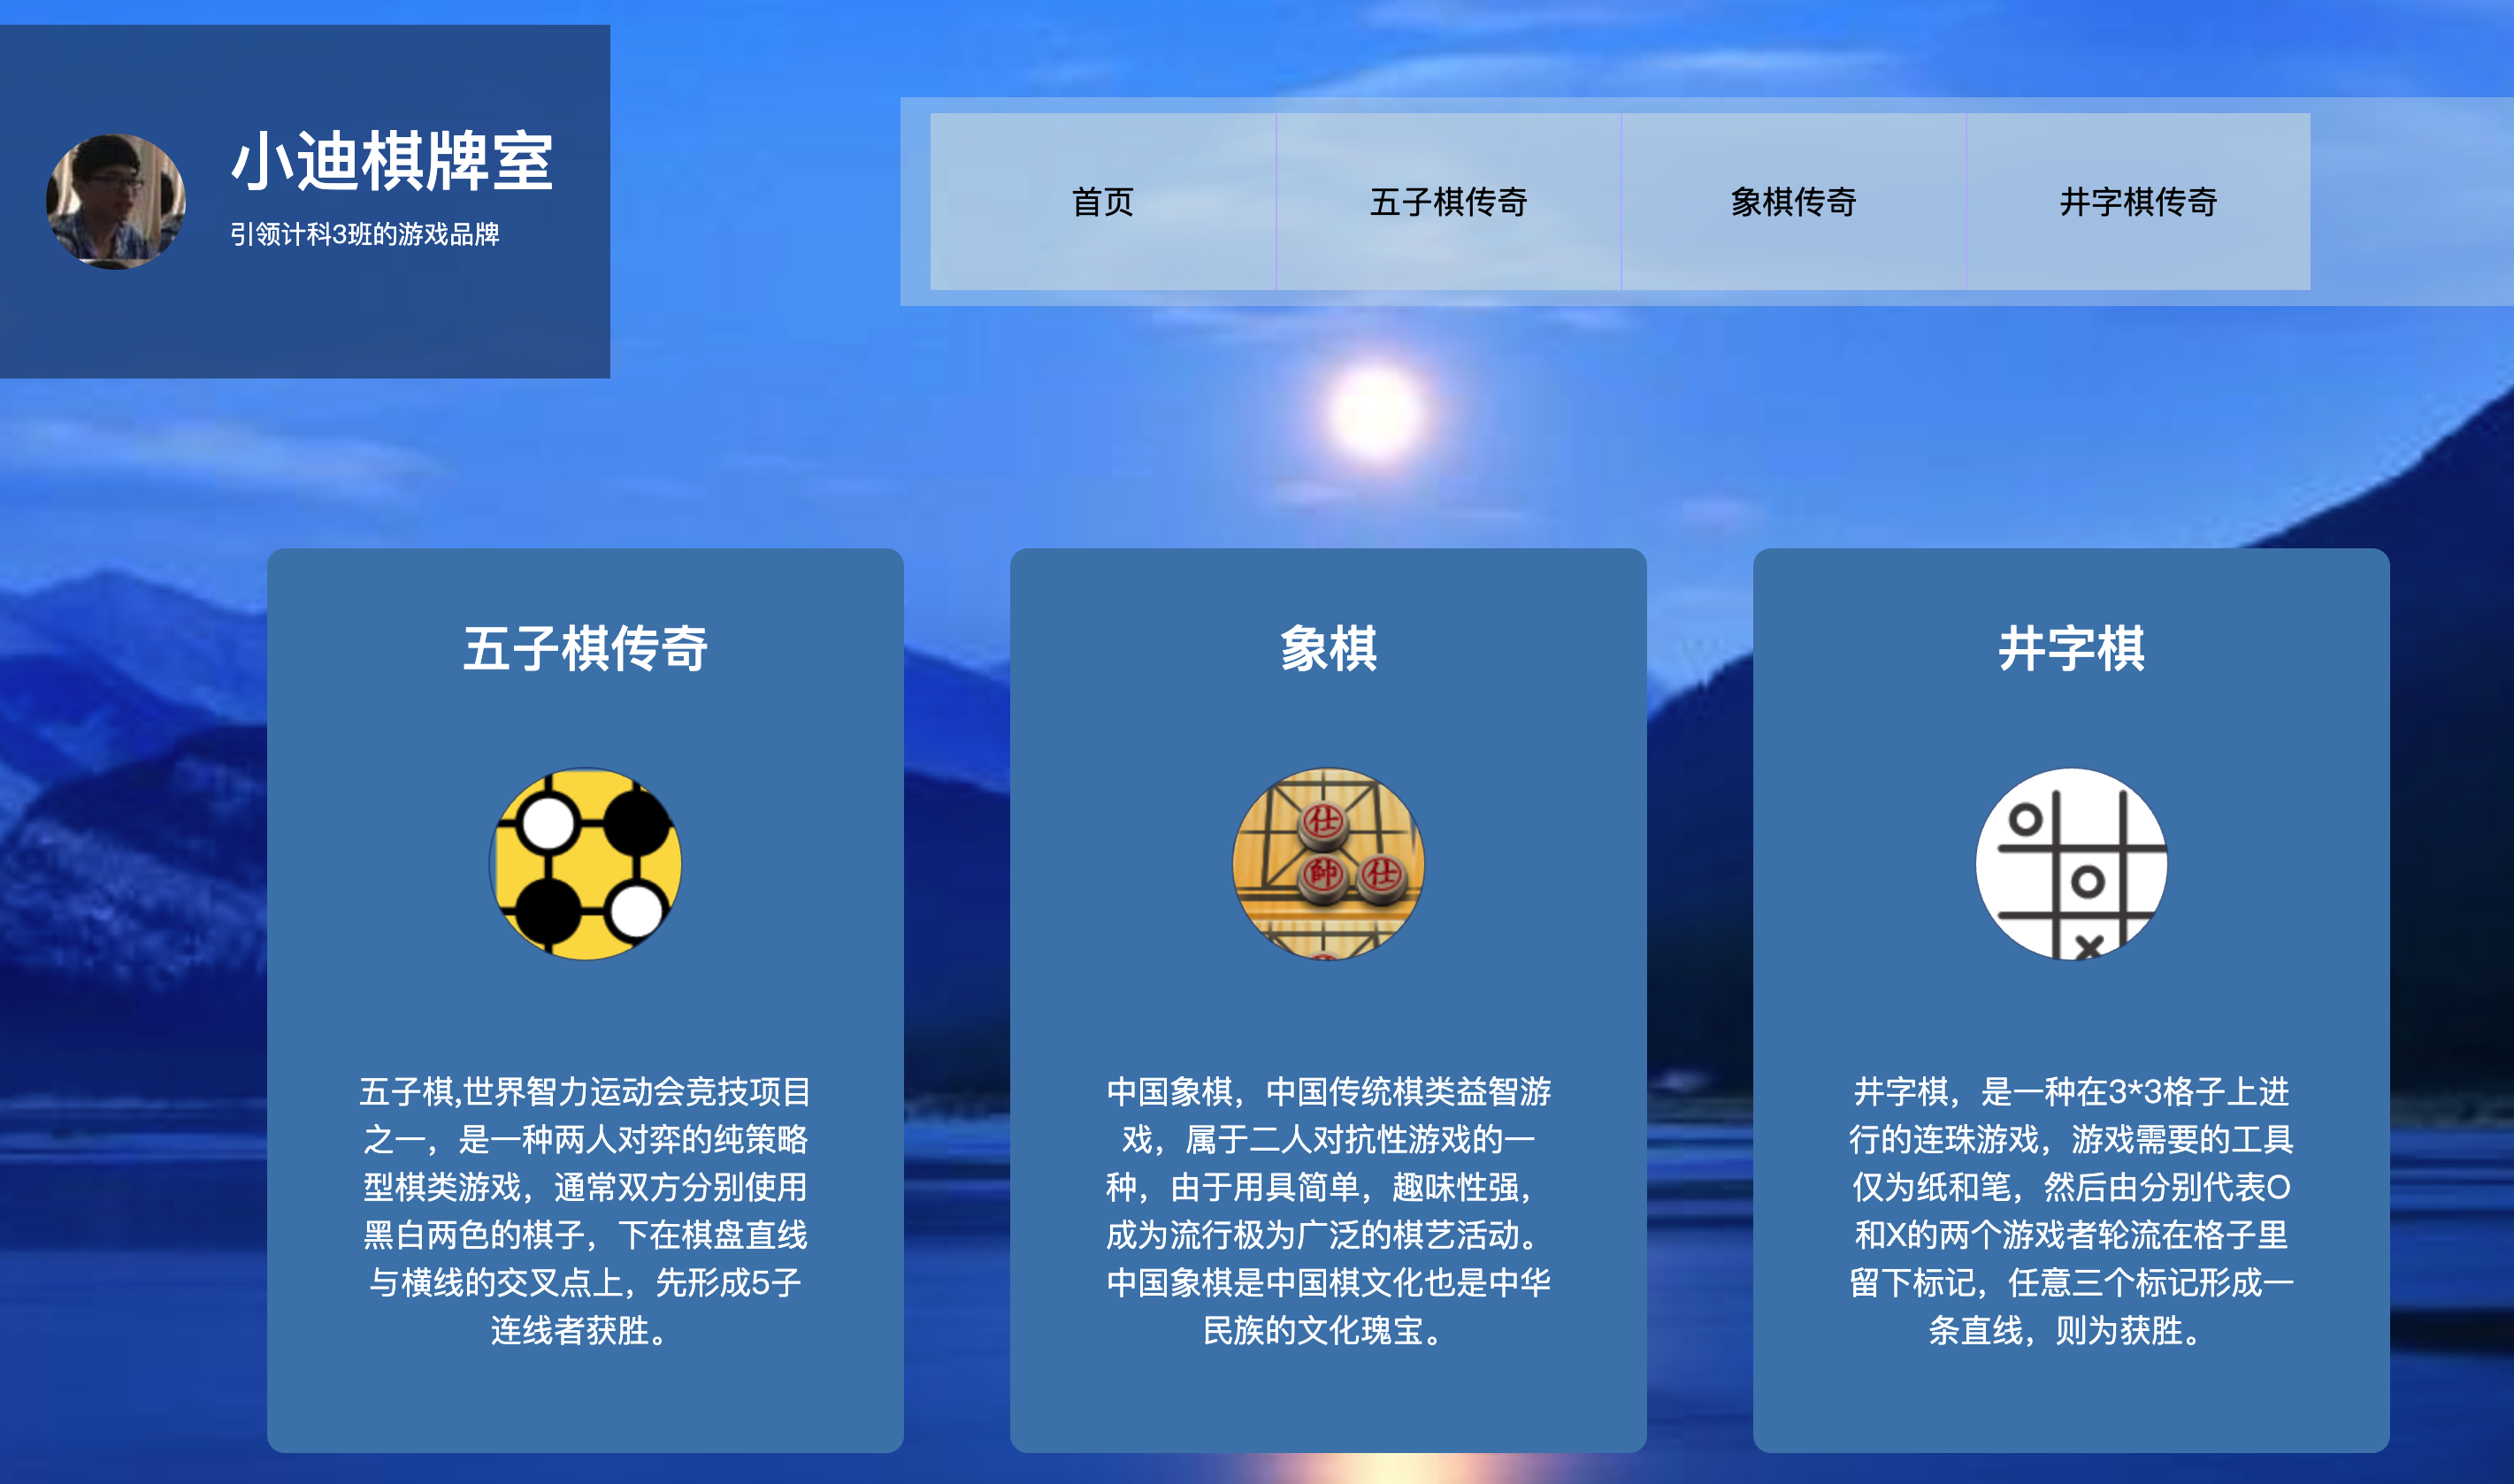 小迪棋牌室
引领计科3班的游戏品牌
首页
五子棋传奇
象棋传奇
井字棋传奇
五子棋传奇
五子棋,世界智力运动会竞技项目
之一，是一种两人对弈的纯策略
型棋类游戏，通常双方分别使用
黑白两色的棋子，下在棋盘直线
与横线的交叉点上，先形成5子
连线者获胜。
象棋
仕
帥
仕
中国象棋，中国传统棋类益智游
戏，属于二人对抗性游戏的一
种，由于用具简单，趣味性强，
成为流行极为广泛的棋艺活动。
中国象棋是中国棋文化也是中华
民族的文化瑰宝。
井字棋
井字棋，是一种在3*3格子上进
行的连珠游戏，游戏需要的工具
仅为纸和笔，然后由分别代表O
和X的两个游戏者轮流在格子里
留下标记，任意三个标记形成一
条直线，则为获胜。